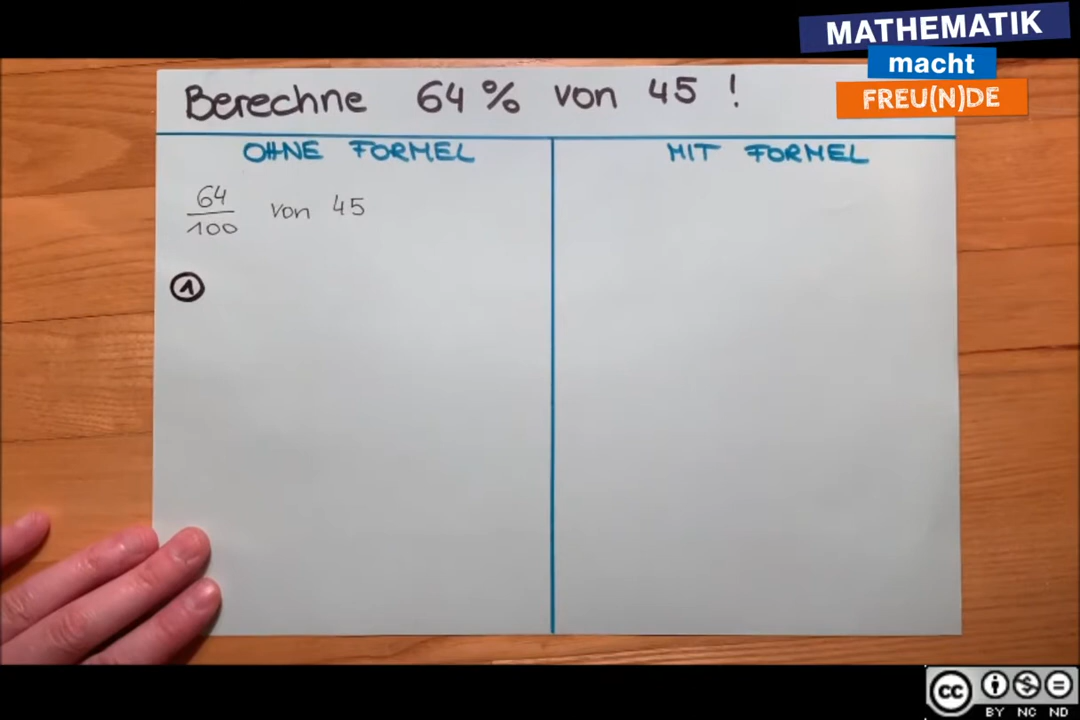 MATHEMATIK
macht
FREU(N)DE
Berechne 64% von 45 !
OHNE FORMEL
MIT FORMEL
64
100
von 45
1
cc
BY NC ND